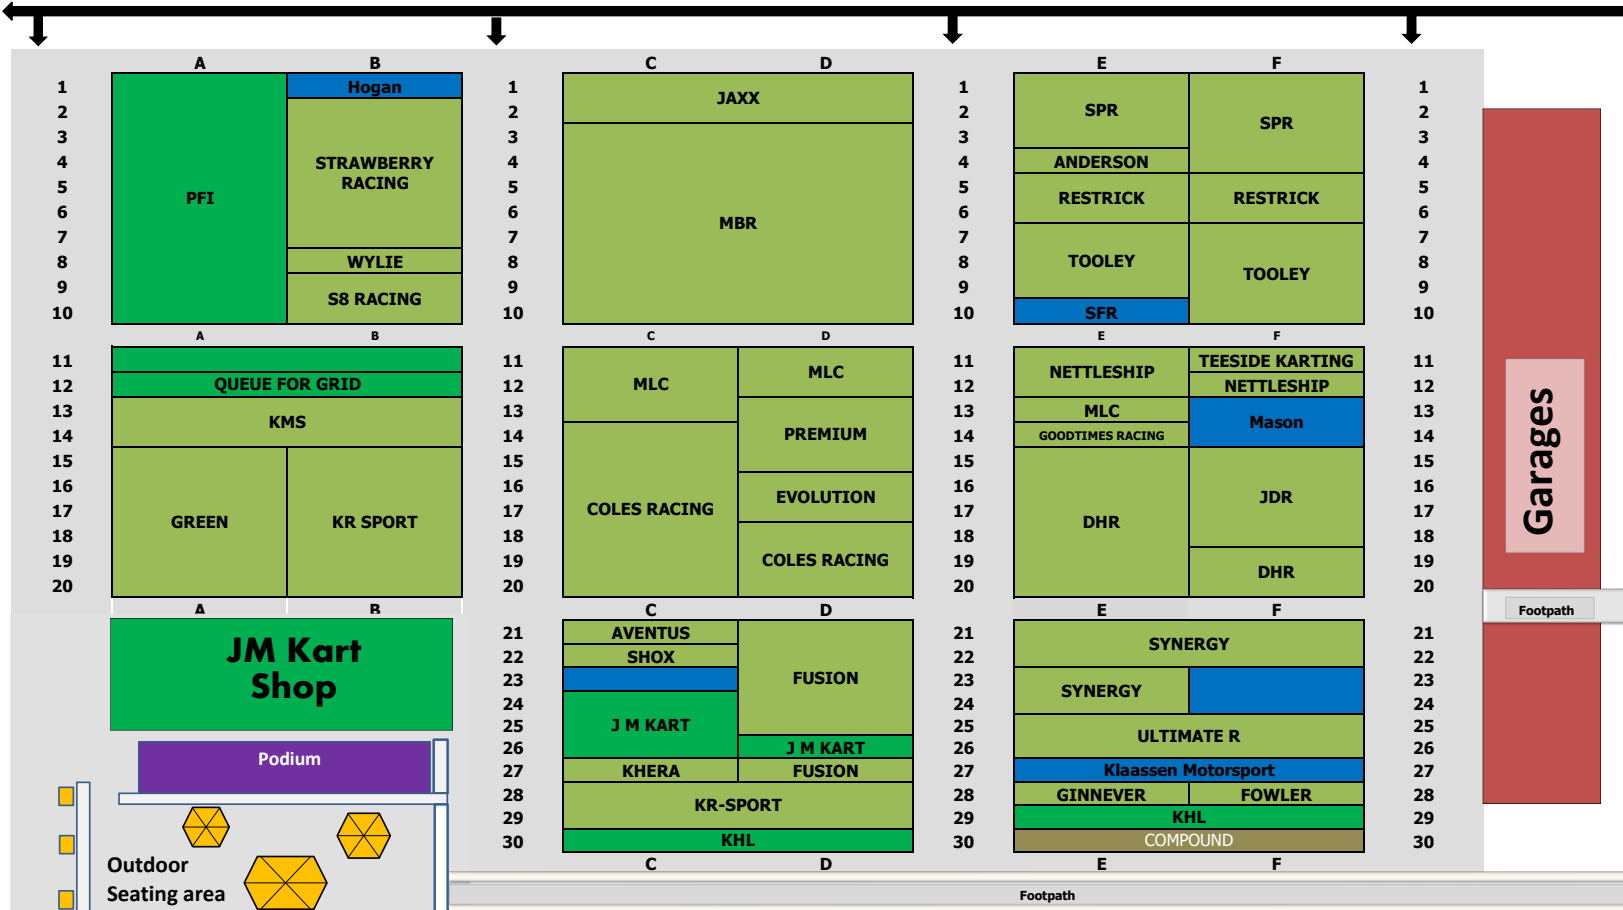 A B C D E F
1 Hogan 1 JAXX 1 SPR SPR 1
2 2 2 2
3 STRAWBERRY RACING 3 MBR 3 3
4 4 4 ANDERSON 4
5 PFI 5 5 RESTRICK RESTRICK 5
6 6 6 6
7 7 7 TOOLEY TOOLEY 7
8 WYLIE 8 8 8
9 S8 RACING 9 9 9
10 10 10 SFR 10
A B C D E F
11 11 MLC MLC 11 NETTLESHIP TEESIDE KARTING 11
12 QUEUE FOR GRID 12 12 NETTLESHIP 12
13 KMS 13 PREMIUM 13 MLC Mason 13
14 14 14 GOODTIMES RACING 14
15 GREEN KR SPORT 15 COLES RACING 15 DHR JDR 15
16 16 EVOLUTION 16 16
17 17 17 17
18 18 COLES RACING 18 18
19 19 19 DHR 19
20 20 20 20
A B C D E F
JM Kart
Shop
21 AVENTUS FUSION 21 SYNERGY 21
22 SHOX 22 22
23 23 SYNERGY 23
24 J M KART 24 24
25 25 ULTIMATE R 25
26 J M KART 26 26
27 KHERA FUSION 27 Klaassen Motorsport 27
28 KR-SPORT 28 GINNEVER FOWLER 28
29 29 KHL 29
30 KHL 30 COMPOUND 30
C D E F
Podium
Outdoor
Seating area
Garages
Footpath
Footpath